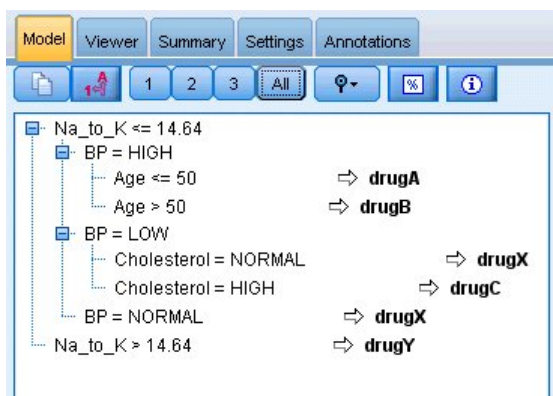 Model Viewer Summary Settings Annotations
1 2 3 All %
Na_to_K <= 14.64
BP = HIGH
Age <= 50 ⇨ drugA
Age > 50 ⇨ drugB
BP = LOW
Cholesterol = NORMAL ⇨ drugX
Cholesterol = HIGH ⇨ drugC
BP = NORMAL ⇨ drugX
Na_to_K > 14.64 ⇨ drugY